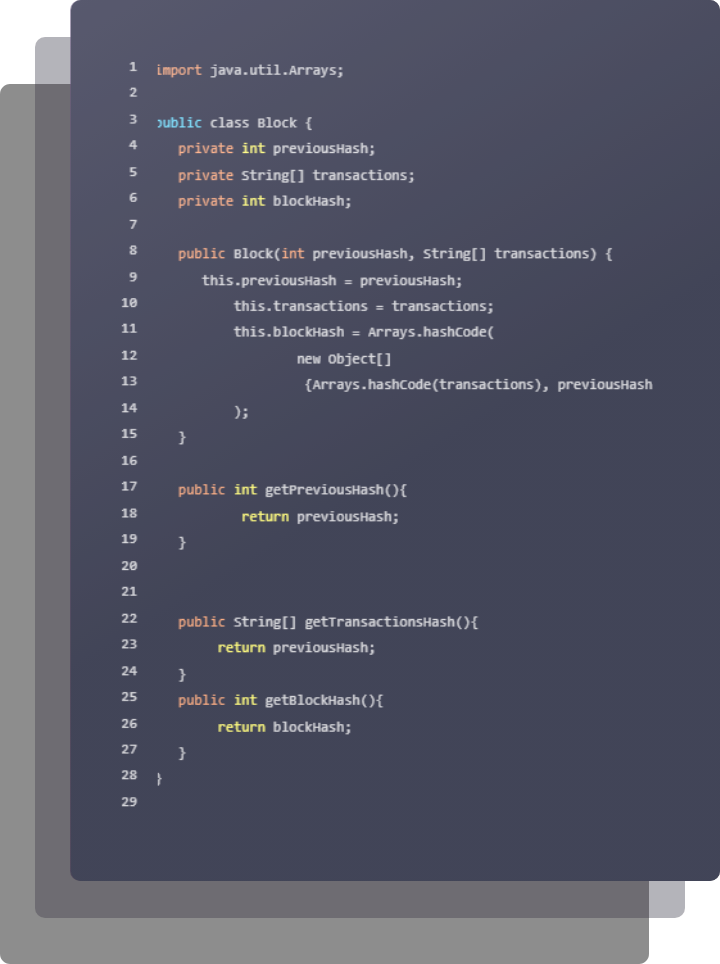 1 import java.util.Arrays;
2
3 public class Block {
4 private int previousHash;
5 private String[] transactions;
6 private int blockHash;
7
8 public Block(int previousHash, String[] transactions) {
9 this.previousHash = previousHash;
10 this.transactions = transactions;
11 this.blockHash = Arrays.hashCode(
12 new Object[]
13 {Arrays.hashCode(transactions), previousHash
14 );
15 }
16
17 public int getPreviousHash(){
18 return previousHash;
19 }
20
21
22 public String[] getTransactionsHash(){
23 return previousHash;
24 }
25 public int getBlockHash(){
26 return blockHash;
27 }
28 }
29